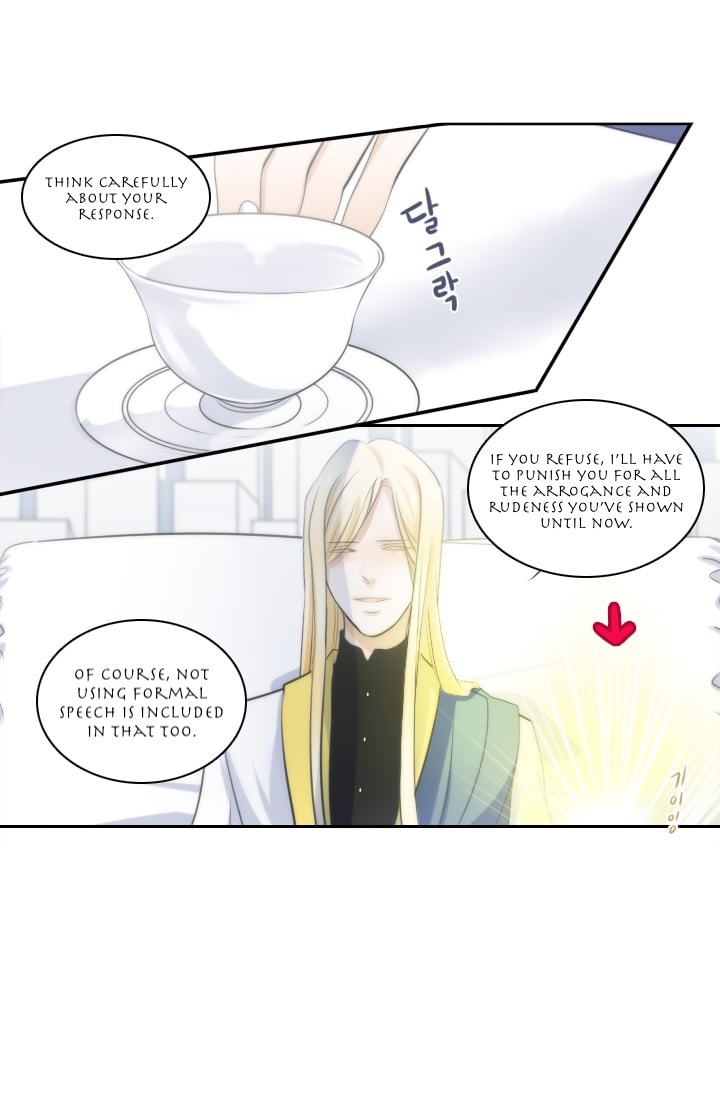 THINK CAREFULLY
ABOUT YOUR
RESPONSE.
달그락
IF YOU REFUSE, I'LL HAVE
TO PUNISH YOU FOR ALL
THE ARROGANCE AND
RUDENESS YOU'VE SHOWN
UNTIL NOW.
OF COURSE, NOT
USING FORMAL
SPEECH IS INCLUDED
IN THAT TOO.
기이잉